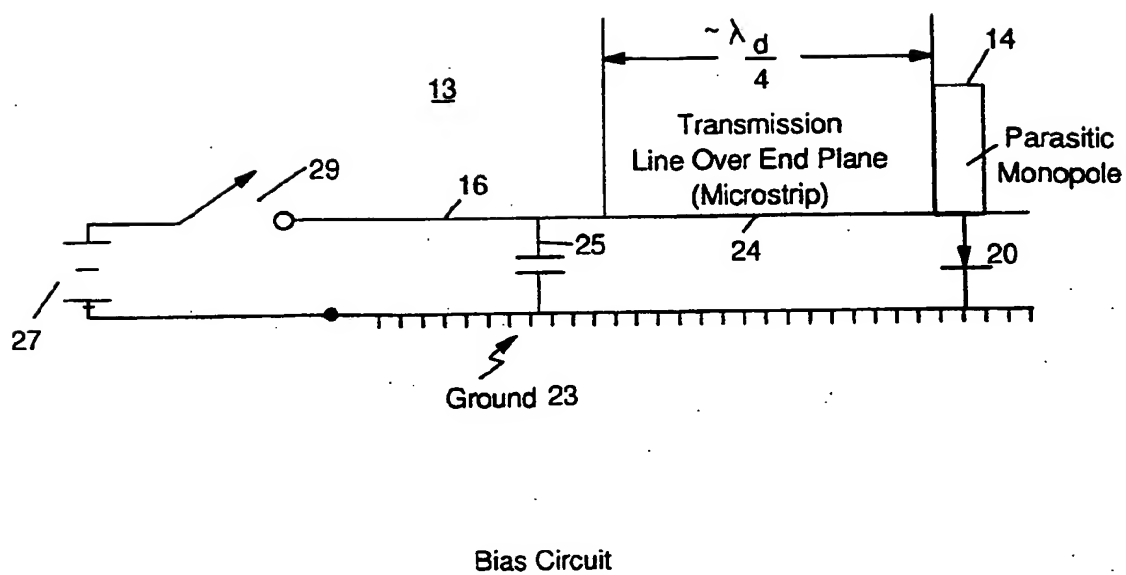 ~ λd
4
14
13
Transmission
Line Over End Plane
(Microstrip)
Parasitic
Monopole
29
16
25
24
20
27
Ground 23
Bias Circuit